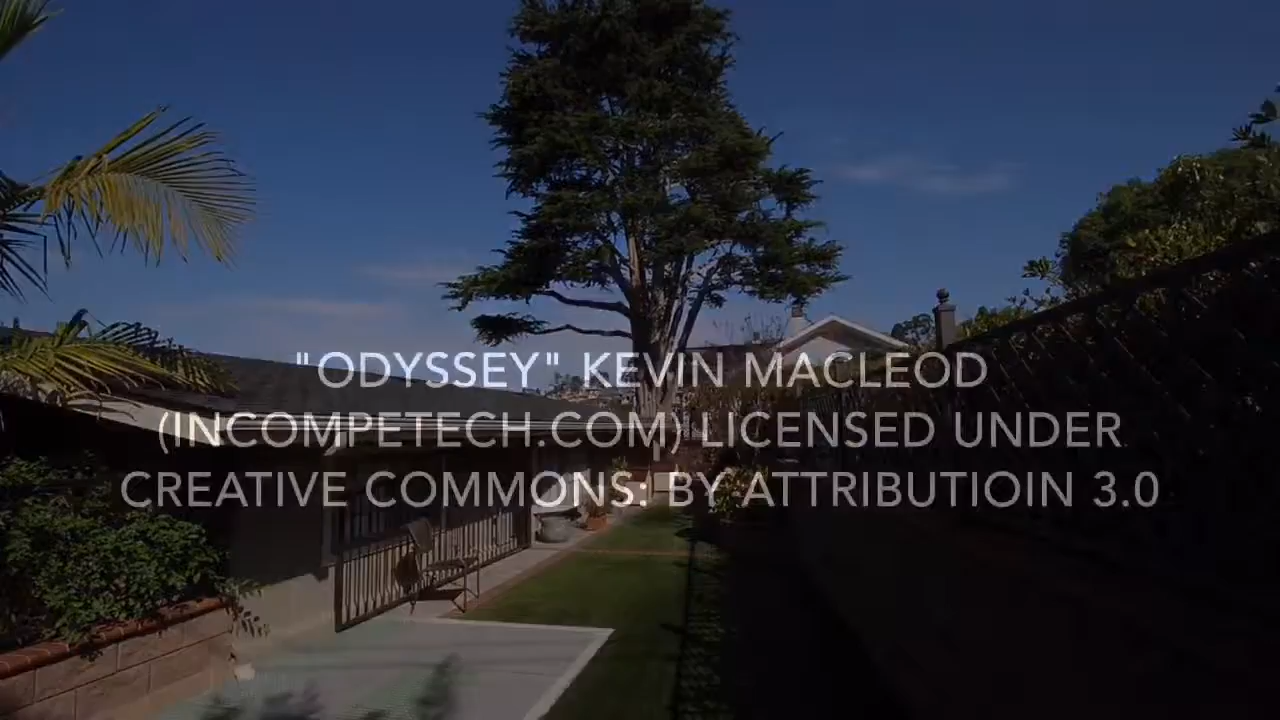 "ODYSSEY" KEVIN MACLEOD
(INCOMPETECH.COM) LICENSED UNDER
CREATIVE COMMONS: BY ATTRIBUTIOIN 3.0